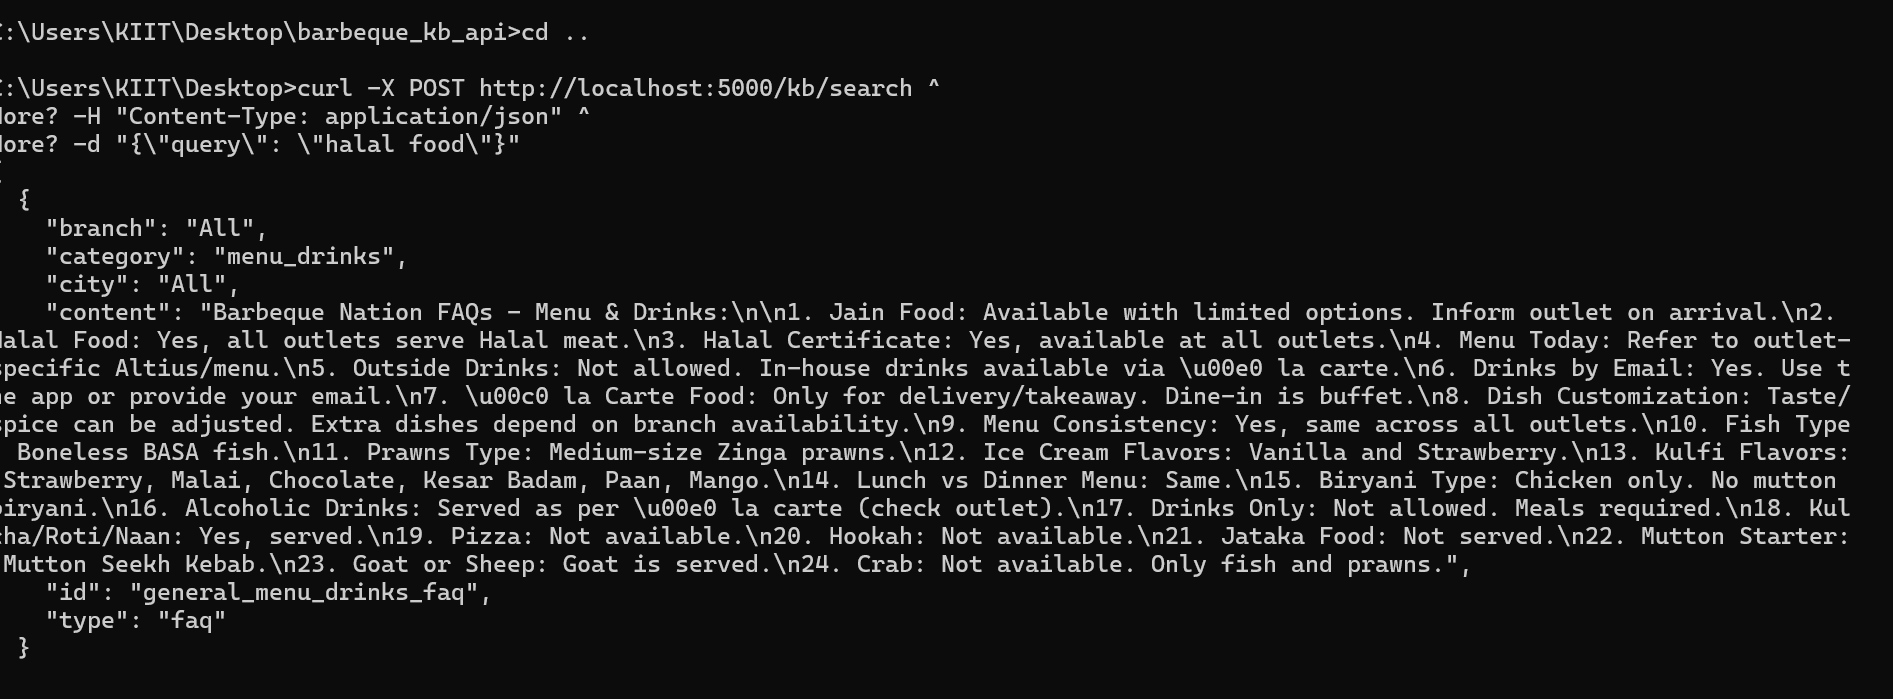 :\Users\KIIT\Desktop\barbeque_kb_api>cd ..
:\Users\KIIT\Desktop>curl -X POST http://localhost:5000/kb/search ^
ore? -H "Content-Type: application/json" ^
ore? -d "{\"query\": \"halal food\"}"
{
"branch": "All",
"category": "menu_drinks",
"city": "All",
"content": "Barbeque Nation FAQs - Menu & Drinks:\n\n1. Jain Food: Available with limited options. Inform outlet on arrival.\n2.
alal Food: Yes, all outlets serve Halal meat.\n3. Halal Certificate: Yes, available at all outlets.\n4. Menu Today: Refer to outlet-
specific Altius/menu.\n5. Outside Drinks: Not allowed. In-house drinks available via \u00e0 la carte.\n6. Drinks by Email: Yes. Use t
he app or provide your email.\n7. \u00c0 la Carte Food: Only for delivery/takeaway. Dine-in is buffet.\n8. Dish Customization: Taste/
spice can be adjusted. Extra dishes depend on branch availability.\n9. Menu Consistency: Yes, same across all outlets.\n10. Fish Type
Boneless BASA fish.\n11. Prawns Type: Medium-size Zinga prawns.\n12. Ice Cream Flavors: Vanilla and Strawberry.\n13. Kulfi Flavors:
Strawberry, Malai, Chocolate, Kesar Badam, Paan, Mango.\n14. Lunch vs Dinner Menu: Same.\n15. Biryani Type: Chicken only. No mutton
biryani.\n16. Alcoholic Drinks: Served as per \u00e0 la carte (check outlet).\n17. Drinks Only: Not allowed. Meals required.\n18. Kul
cha/Roti/Naan: Yes, served.\n19. Pizza: Not available.\n20. Hookah: Not available.\n21. Jataka Food: Not served.\n22. Mutton Starter:
Mutton Seekh Kebab.\n23. Goat or Sheep: Goat is served.\n24. Crab: Not available. Only fish and prawns.",
"id": "general_menu_drinks_faq",
"type": "faq"
}